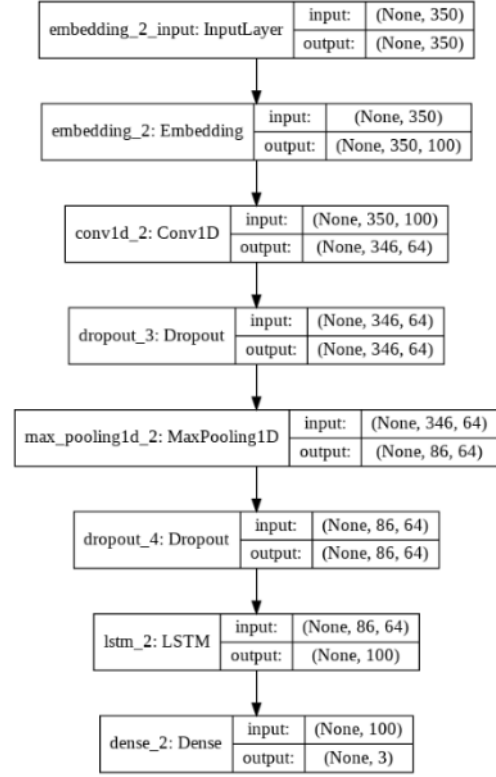 embedding_2_input: InputLayer input: (None, 350)
output: (None, 350)
embedding_2: Embedding input: (None, 350)
output: (None, 350, 100)
conv1d_2: Conv1D input: (None, 350, 100)
output: (None, 346, 64)
dropout_3: Dropout input: (None, 346, 64)
output: (None, 346, 64)
max_pooling1d_2: MaxPooling1D input: (None, 346, 64)
output: (None, 86, 64)
dropout_4: Dropout input: (None, 86, 64)
output: (None, 86, 64)
lstm_2: LSTM input: (None, 86, 64)
output: (None, 100)
dense_2: Dense input: (None, 100)
output: (None, 3)